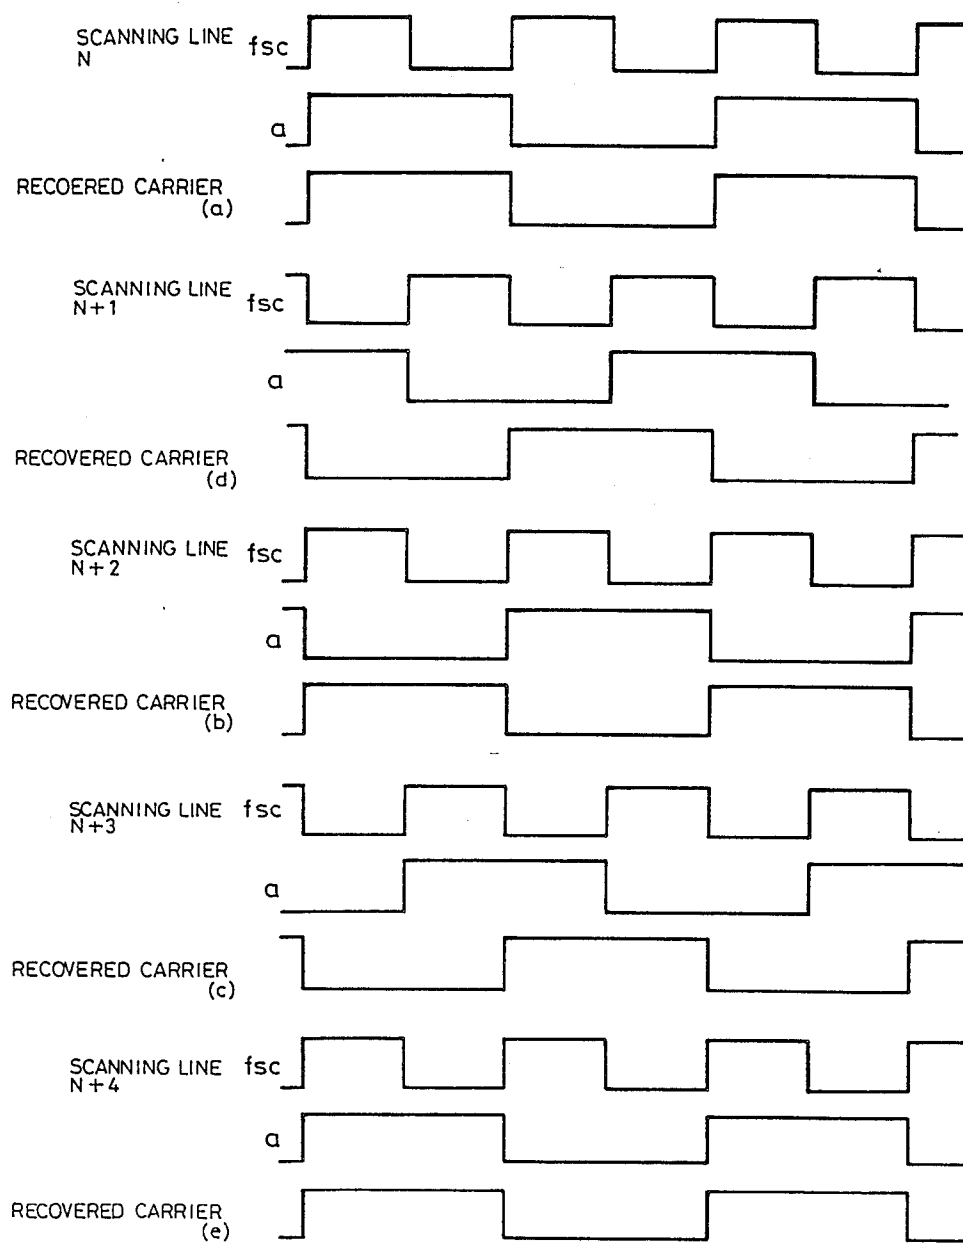 SCANNING LINE fsc
N
a
RECOERED CARRIER
(a)
SCANNING LINE fsc
N+1
a
RECOVERED CARRIER
(d)
SCANNING LINE fsc
N+2
a
RECOVERED CARRIER
(b)
SCANNING LINE fsc
N+3
a
RECOVERED CARRIER
(c)
SCANNING LINE fsc
N+4
a
RECOVERED CARRIER
(e)